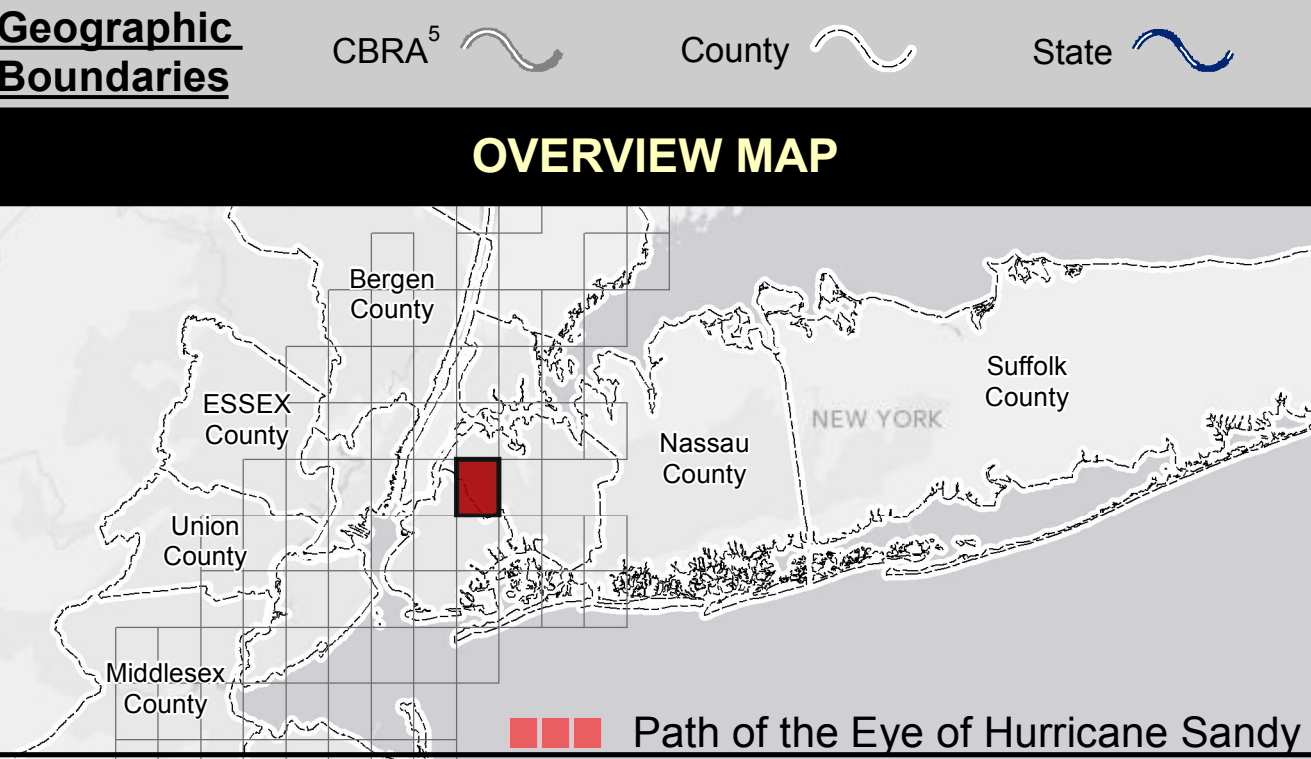 Geographic
Boundaries
CBRA5
County
State
OVERVIEW MAP
Bergen
County
ESSEX
County
Suffolk
County
NEW YORK
Nassau
County
Union
County
Middlesex
County
Path of the Eye of Hurricane Sandy